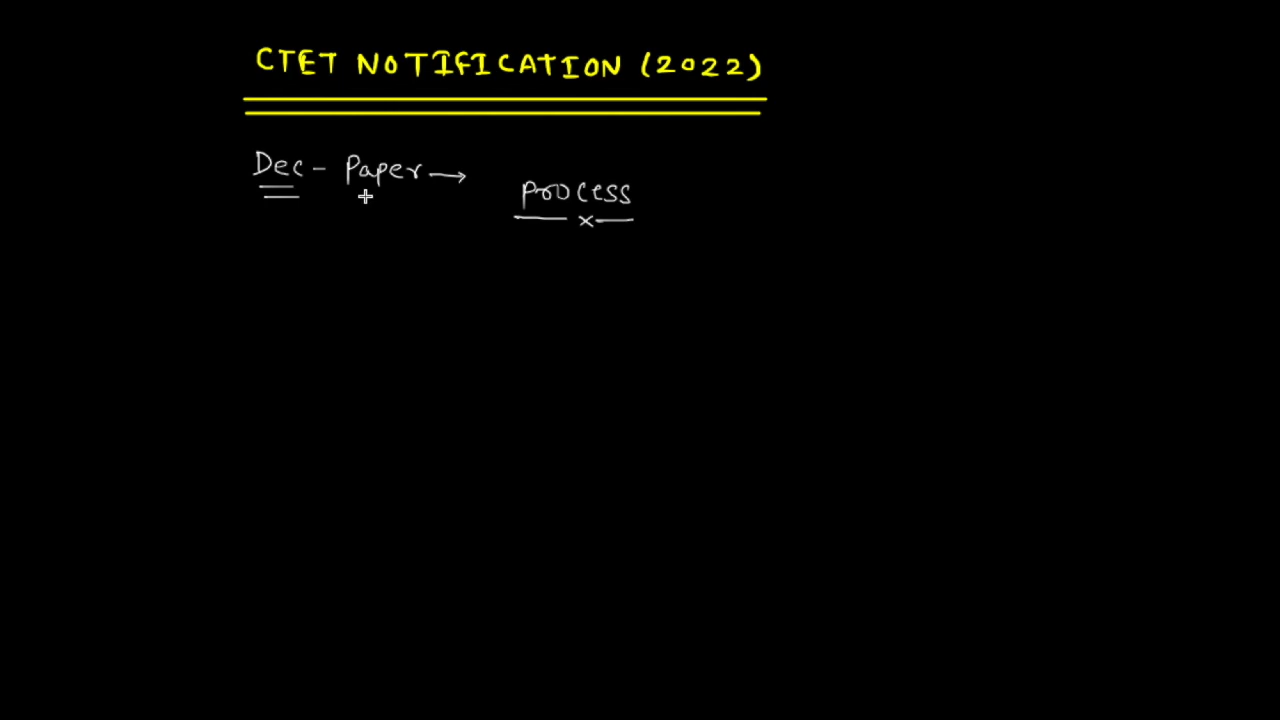 CTET NOTIFICATION (2022)
Dec - Paper →
Process